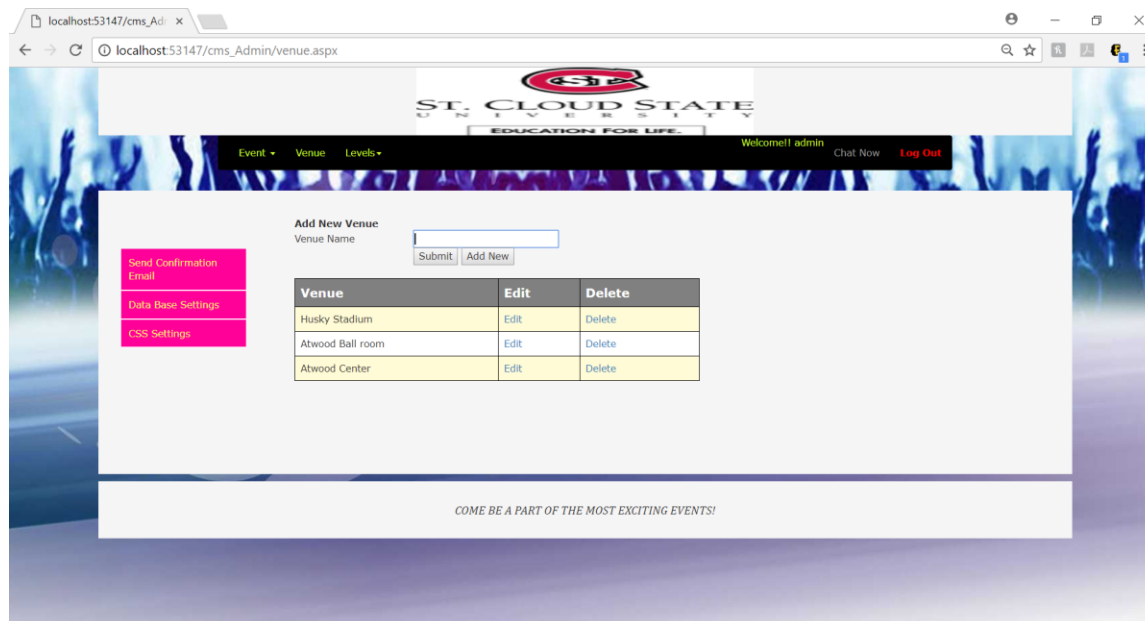 localhost:53147/cms_Ad
localhost:53147/cms_Admin/venue.aspx
ST. CLOUD STATE
UNIVERSITY
EDUCATION FOR LIFE.
Welcome!! admin
Event Venue Levels Chat Now Log Out
Add New Venue
Venue Name
Submit Add New
Send Confirmation
Email
Data Base Settings
CSS Settings
Venue Edit Delete
Husky Stadium Edit Delete
Atwood Ball room Edit Delete
Atwood Center Edit Delete
COME BE A PART OF THE MOST EXCITING EVENTS!